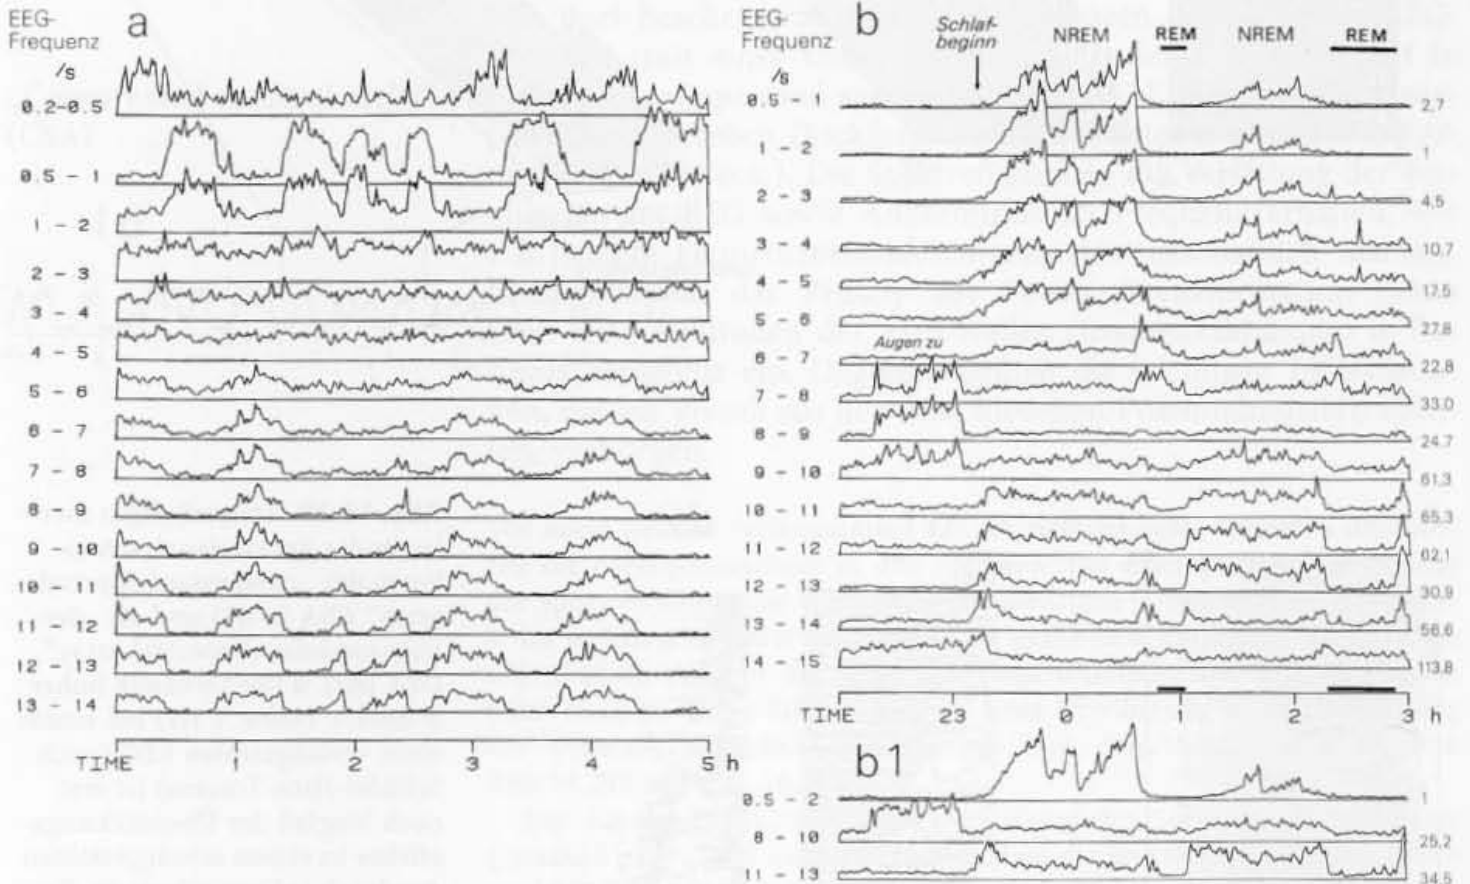 EEG-
Frequenz
/s
a
0.2-0.5
0.5 - 1
1 - 2
2 - 3
3 - 4
4 - 5
5 - 6
6 - 7
7 - 8
8 - 9
9 - 10
10 - 11
11 - 12
12 - 13
13 - 14
TIME 1 2 3 4 5 h
EEG-
Frequenz
/s
b
Schlaf-
beginn
NREM REM NREM REM
0.5 - 1 2,7
1 - 2 1
2 - 3 4,5
3 - 4 10.7
4 - 5 17.5
5 - 6 27.8
Augen zu
6 - 7 22.8
7 - 8 33.0
8 - 9 24.7
9 - 10 61.3
10 - 11 65.3
11 - 12 62.1
12 - 13 30.9
13 - 14 56.6
14 - 15 113.8
TIME 23 0 1 2 3 h
b1
0.5 - 2 1
8 - 10 25.2
11 - 13 34.5